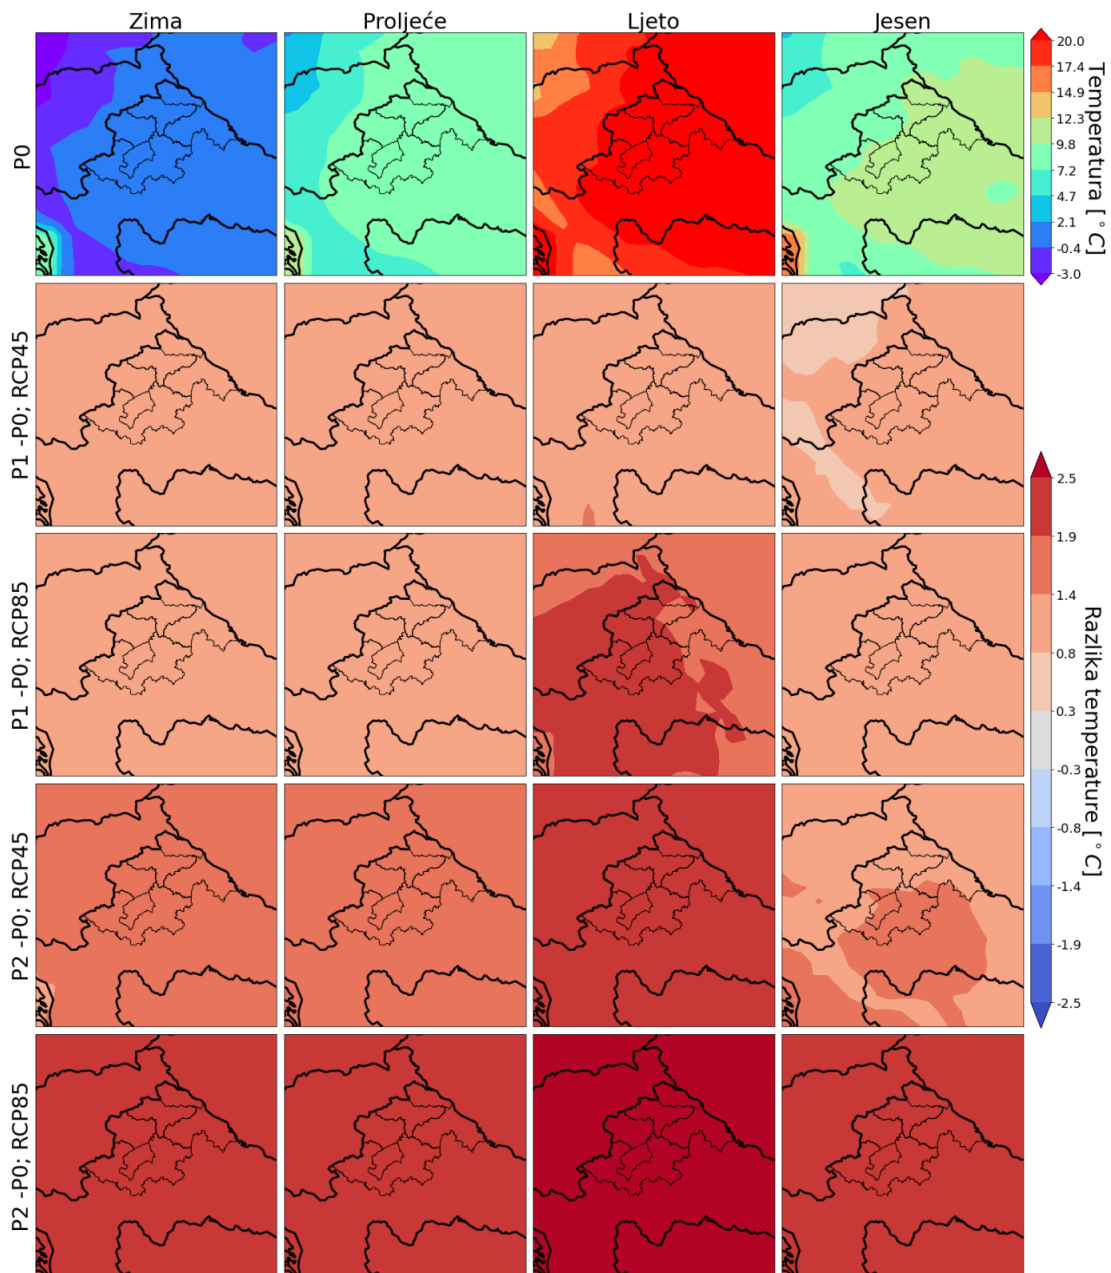 Zima
Proljeće
Ljeto
Jesen
P0
20.0
17.4
14.9
12.3
9.8
7.2
4.7
2.1
-0.4
-3.0
Temperatura [°C]
P1 -P0; RCP45
P1 -P0; RCP85
P2 -P0; RCP45
P2 -P0; RCP85
2.5
1.9
1.4
0.8
0.3
-0.3
-0.8
-1.4
-1.9
-2.5
Razlika temperature [°C]